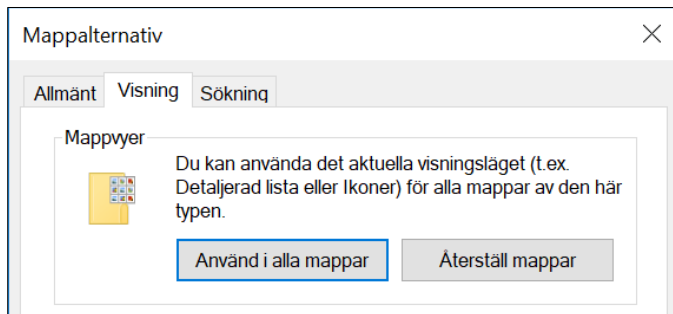 Mappalternativ
Allmänt Visning Sökning
Mappvyer
Du kan använda det aktuella visningsläget (t.ex.
Detaljerad lista eller Ikoner) för alla mappar av den här
typen.
Använd i alla mappar Återställ mappar